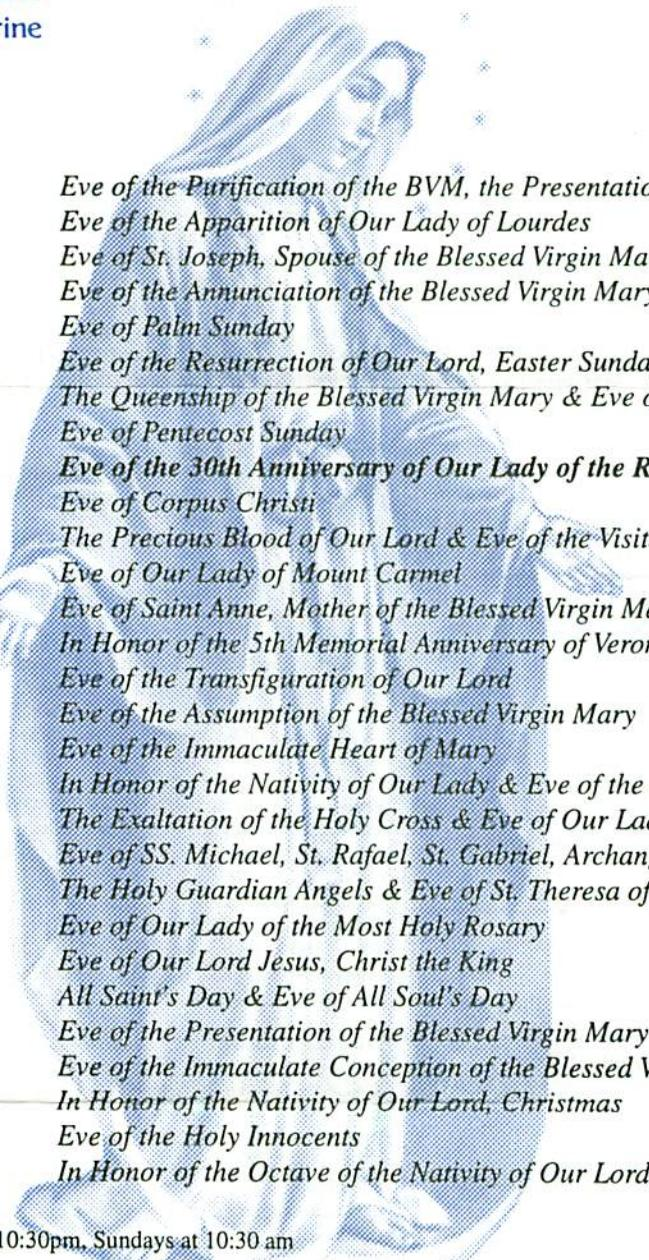 rine
Eve of the Purification of the BVM, the Presentatio
Eve of the Apparition of Our Lady of Lourdes
Eve of St. Joseph, Spouse of the Blessed Virgin Ma
Eve of the Annunciation of the Blessed Virgin Mary
Eve of Palm Sunday
Eve of the Resurrection of Our Lord, Easter Sunda
The Queenship of the Blessed Virgin Mary & Eve o
Eve of Pentecost Sunday
Eve of the 30th Anniversary of Our Lady of the R
Eve of Corpus Christi
The Precious Blood of Our Lord & Eve of the Visit
Eve of Our Lady of Mount Carmel
Eve of Saint Anne, Mother of the Blessed Virgin Ma
In Honor of the 5th Memorial Anniversary of Veron
Eve of the Transfiguration of Our Lord
Eve of the Assumption of the Blessed Virgin Mary
Eve of the Immaculate Heart of Mary
In Honor of the Nativity of Our Lady & Eve of the
The Exaltation of the Holy Cross & Eve of Our Lad
Eve of SS. Michael, St. Rafael, St. Gabriel, Archan
The Holy Guardian Angels & Eve of St. Theresa of
Eve of Our Lady of the Most Holy Rosary
Eve of Our Lord Jesus, Christ the King
All Saint's Day & Eve of All Soul's Day
Eve of the Presentation of the Blessed Virgin Mary
Eve of the Immaculate Conception of the Blessed V
In Honor of the Nativity of Our Lord, Christmas
Eve of the Holy Innocents
In Honor of the Octave of the Nativity of Our Lord
10:30pm, Sundays at 10:30 am